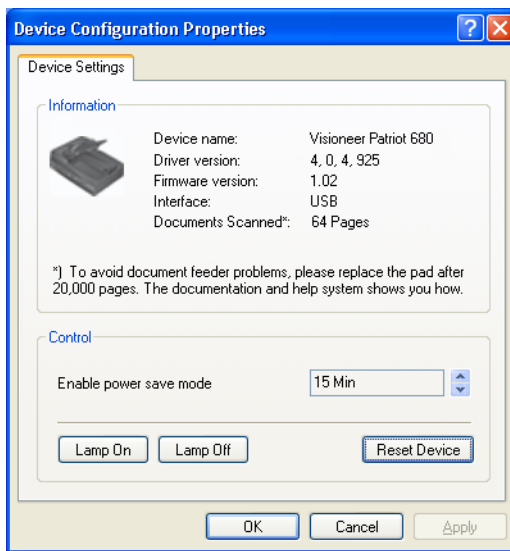 Device Configuration Properties
Device Settings
Information
Device name: Visioneer Patriot 680
Driver version: 4, 0, 4, 925
Firmware version: 1.02
Interface: USB
Documents Scanned*: 64 Pages
*) To avoid document feeder problems, please replace the pad after
20,000 pages. The documentation and help system shows you how.
Control
Enable power save mode 15 Min
Lamp On Lamp Off Reset Device
OK Cancel Apply